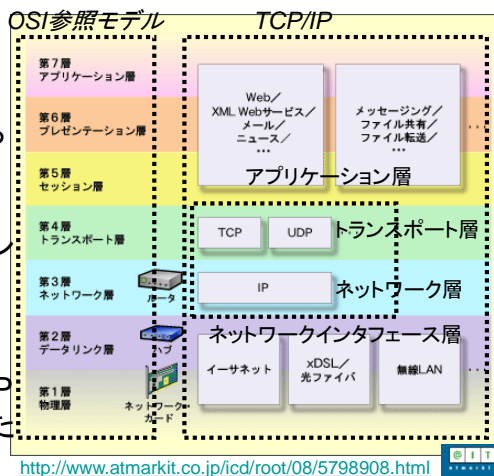 OSI参照モデル
TCP/IP
第7層
アプリケーション層
第6層
プレゼンテーション層
第5層
セッション層
第4層
トランスポート層
第3層
ネットワーク層
ルータ
第2層
データリンク層
ハブ
第1層
物理層
ネットワーク・
カード
Web/
XML Webサービス/
メール/
ニュース/
…
メッセージング/
ファイル共有/
ファイル転送/
…
…
アプリケーション層
TCP
UDP
トランスポート層
IP
ネットワーク層
ネットワークインタフェース層
イーサネット
xDSL/
光ファイバ
無線LAN
…
P
た
http://www.atmarkit.co.jp/icd/root/08/5798908.html
@IT
atmarkit